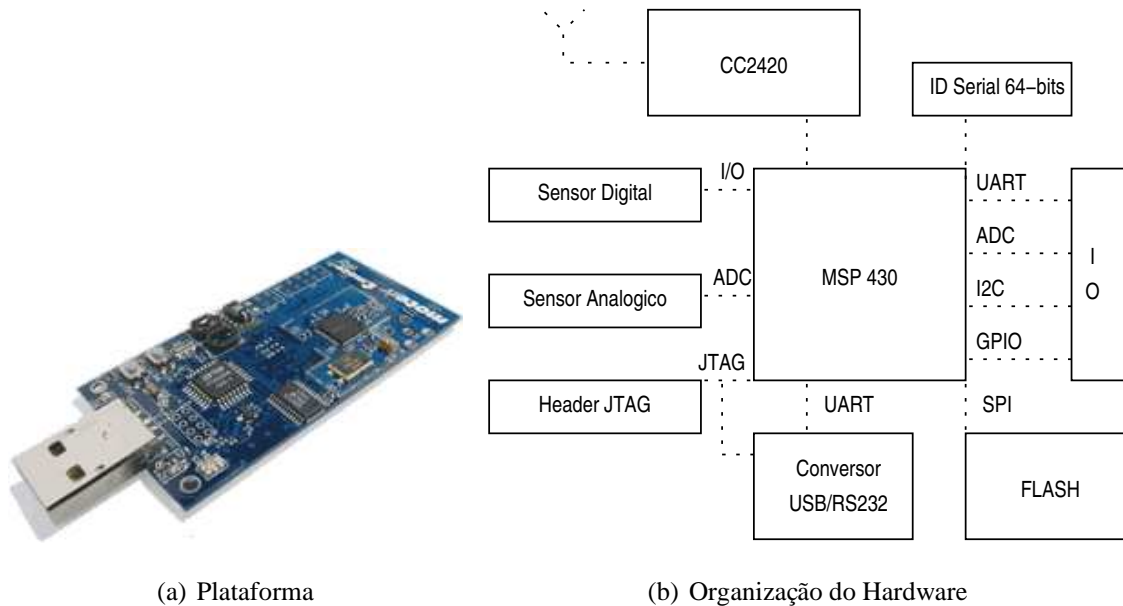 CC2420
ID Serial 64−bits
I/O
Sensor Digital
UART
ADC
ADC
MSP 430
I
Sensor Analogico
I2C
O
GPIO
JTAG
Header JTAG
UART
SPI
Conversor
USB/RS232
FLASH
(a) Plataforma
(b) Organização do Hardware